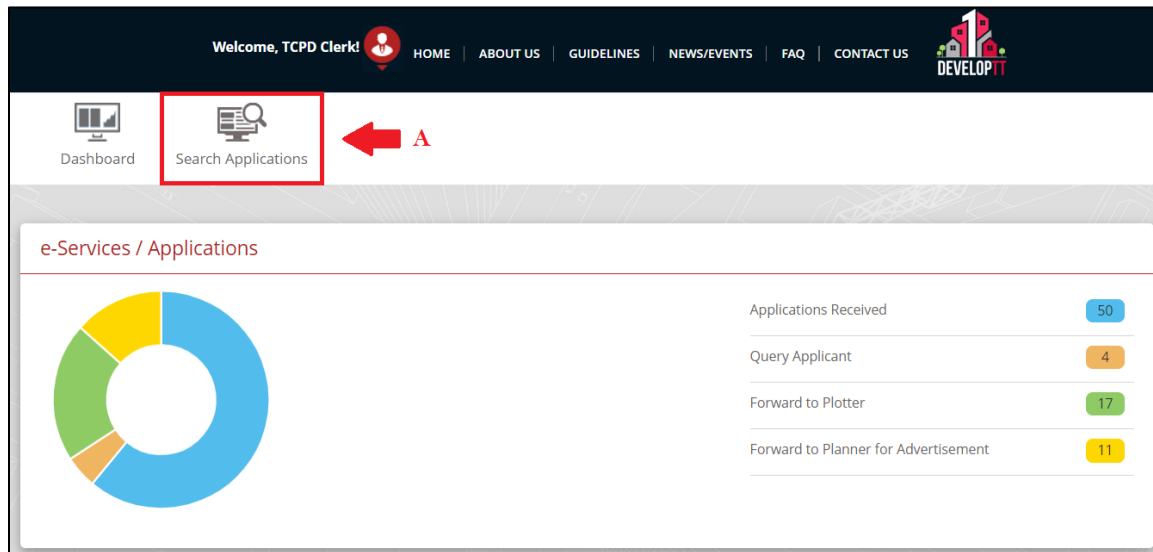 Welcome, TCPD Clerk!
HOME | ABOUT US | GUIDELINES | NEWS/EVENTS | FAQ | CONTACT US
DEVELOPTT
Dashboard
Search Applications
A
e-Services / Applications
Applications Received 50
Query Applicant 4
Forward to Plotter 17
Forward to Planner for Advertisement 11